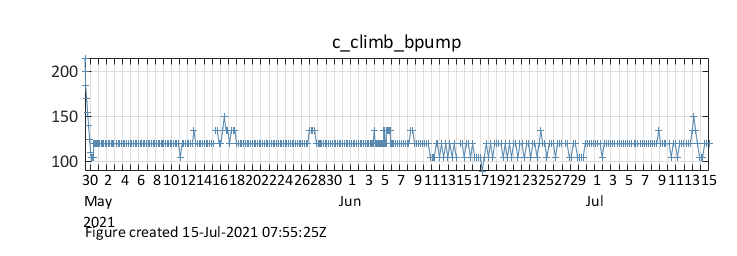 c_climb_bpump
200
150
100
30 2 4 6 8 10 12 14 16 18 20 22 24 26 28 30 1 3 5 7 9 11 13 15 17 19 21 23 25 27 29 1 3 5 7 9 11 13 15
May Jun Jul
2021
Figure created 15-Jul-2021 07:55:25Z